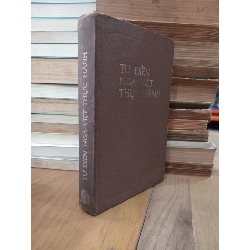 TỪ ĐIỂN
NGA-VIỆT
THỰC HÀNH
TỪ ĐIỂN NGA-VIỆT THỰC HÀNH